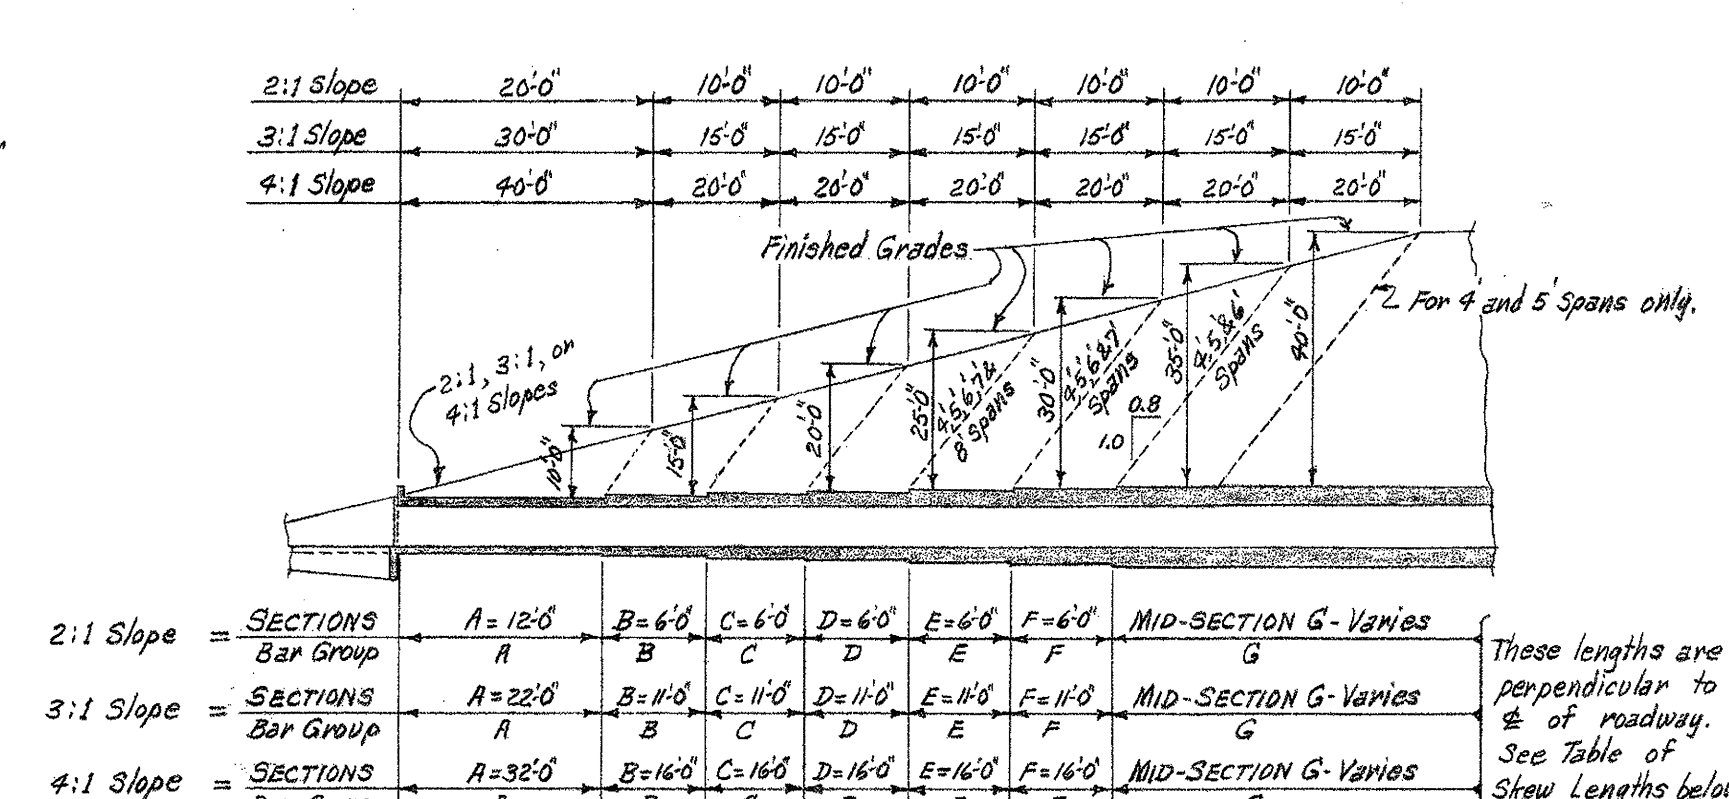 2:1 Slope 20'-0" 10'-0" 10'-0" 10'-0" 10'-0" 10'-0" 10'-0"
3:1 Slope 30'-0" 15'-0" 15'-0" 15'-0" 15'-0" 15'-0" 15'-0"
4:1 Slope 40'-0" 20'-0" 20'-0" 20'-0" 20'-0" 20'-0" 20'-0"
Finished Grades
For 4' and 5' Spans only.
2:1, 3:1, or
4:1 Slopes
10'-0"
15'-0"
20'-0"
25'-0"
4',5',6',7'&
8' Spans
30'-0"
4',5',6'&7'
Spans
0.8
1.0
35'-0"
4',5',&6'
Spans
40'-0"
2:1 Slope = SECTIONS A=12'-0" B=6'-0" C=6'-0" D=6'-0" E=6'-0" F=6'-0" MID-SECTION G-Varies
Bar Group A B C D E F G
3:1 Slope = SECTIONS A=22'-0" B=11'-0" C=11'-0" D=11'-0" E=11'-0" F=11'-0" MID-SECTION G-Varies
Bar Group A B C D E F G
4:1 Slope = SECTIONS A=32'-0" B=16'-0" C=16'-0" D=16'-0" E=16'-0" F=16'-0" MID-SECTION G-Varies
These lengths are
perpendicular to
℄ of roadway.
See Table of
Skew Lengths below